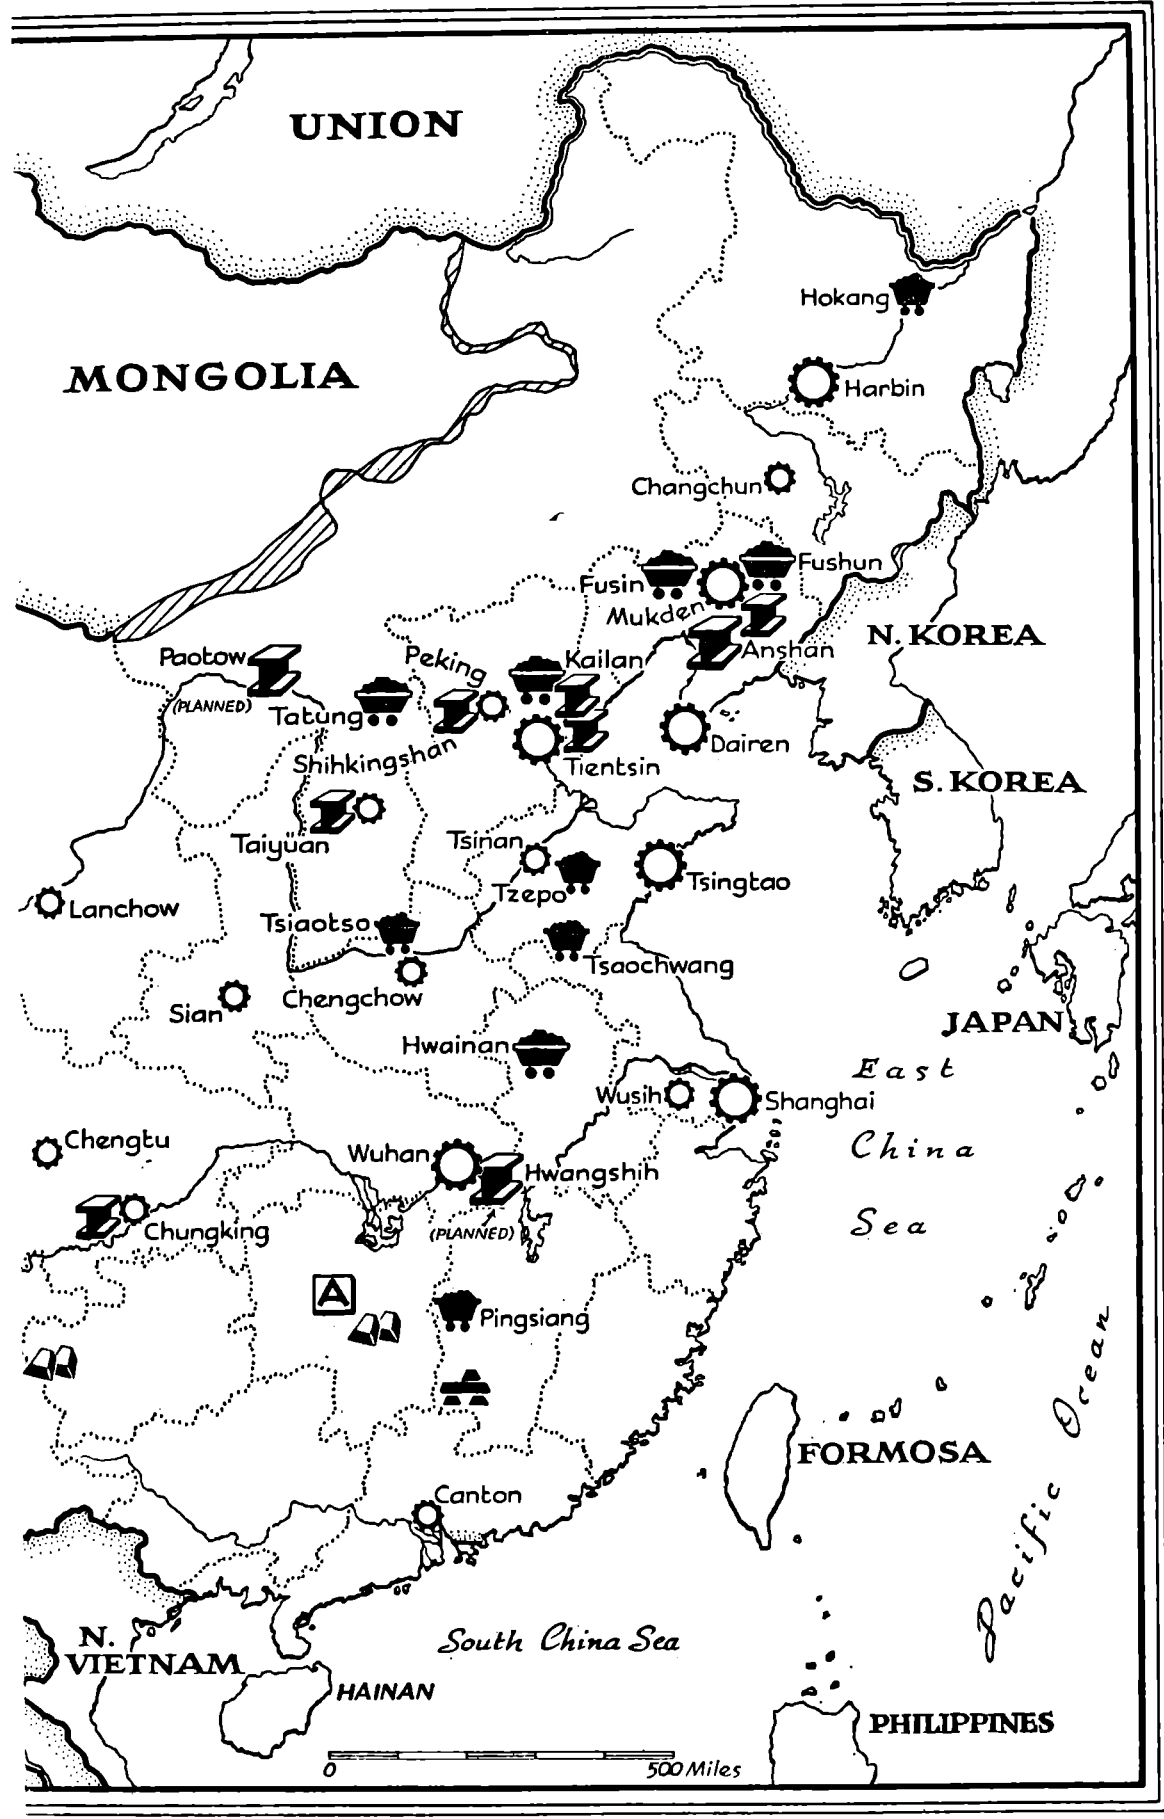 UNION
Hokang
MONGOLIA
Harbin
Changchun
Fusin
Fushun
Mukden
N. KOREA
Anshan
Paotow
(PLANNED)
Peking
Kailan
Tatung
Shihkingshan
Dairen
Tientsin
S. KOREA
Taiyuan
Tsinan
Tzepo
Tsingtao
Lanchow
Tsiaotso
Tsaochwang
Chengchow
Sian
JAPAN
Hwainan
East
China
Sea
Wusih
Shanghai
Chengtu
Wuhan
Hwangshih
(PLANNED)
Chungking
A
Pingsiang
Pacific Ocean
FORMOSA
Canton
N.
VIETNAM
South China Sea
HAINAN
PHILIPPINES
0 500 Miles